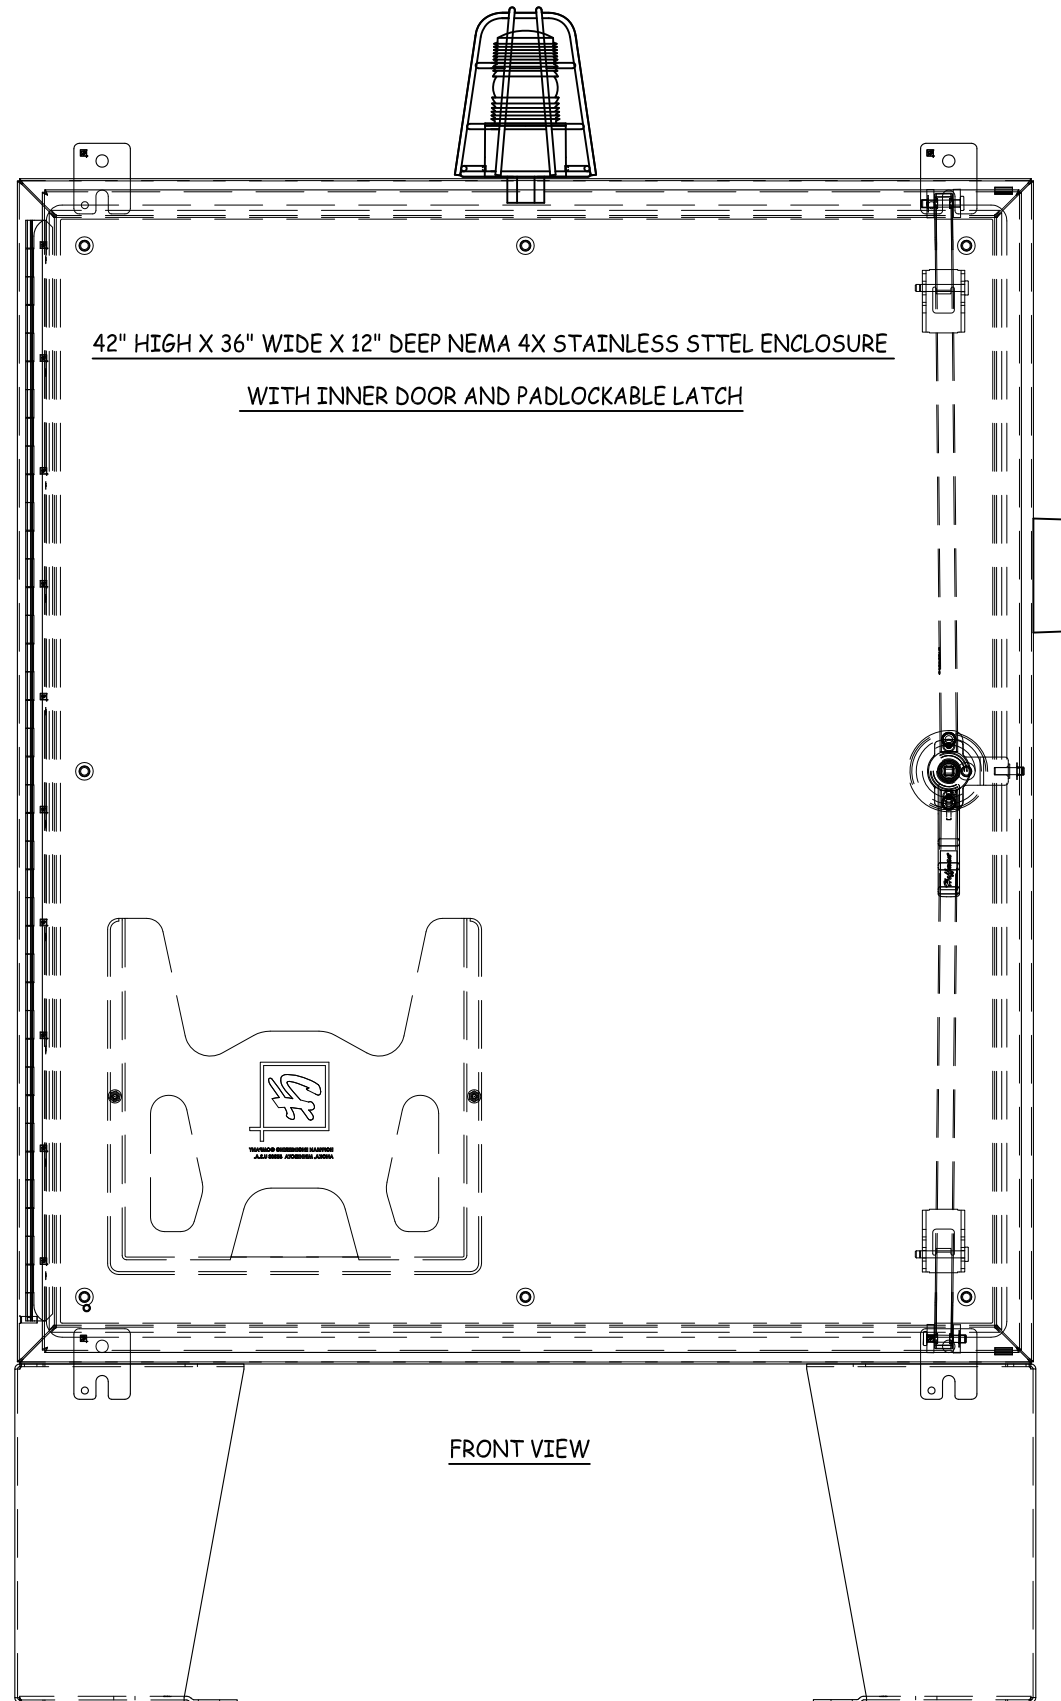 42" HIGH X 36" WIDE X 12" DEEP NEMA 4X STAINLESS STTEL ENCLOSURE
WITH INNER DOOR AND PADLOCKABLE LATCH
FRONT VIEW